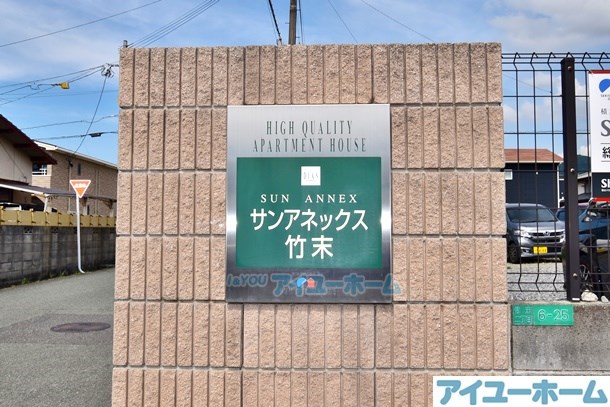 HIGH QUALITY
APARTMENT HOUSE
SUN ANNEX
サンアネックス
竹末
I&YOU アイユーホーム
6-25
アイユーホーム